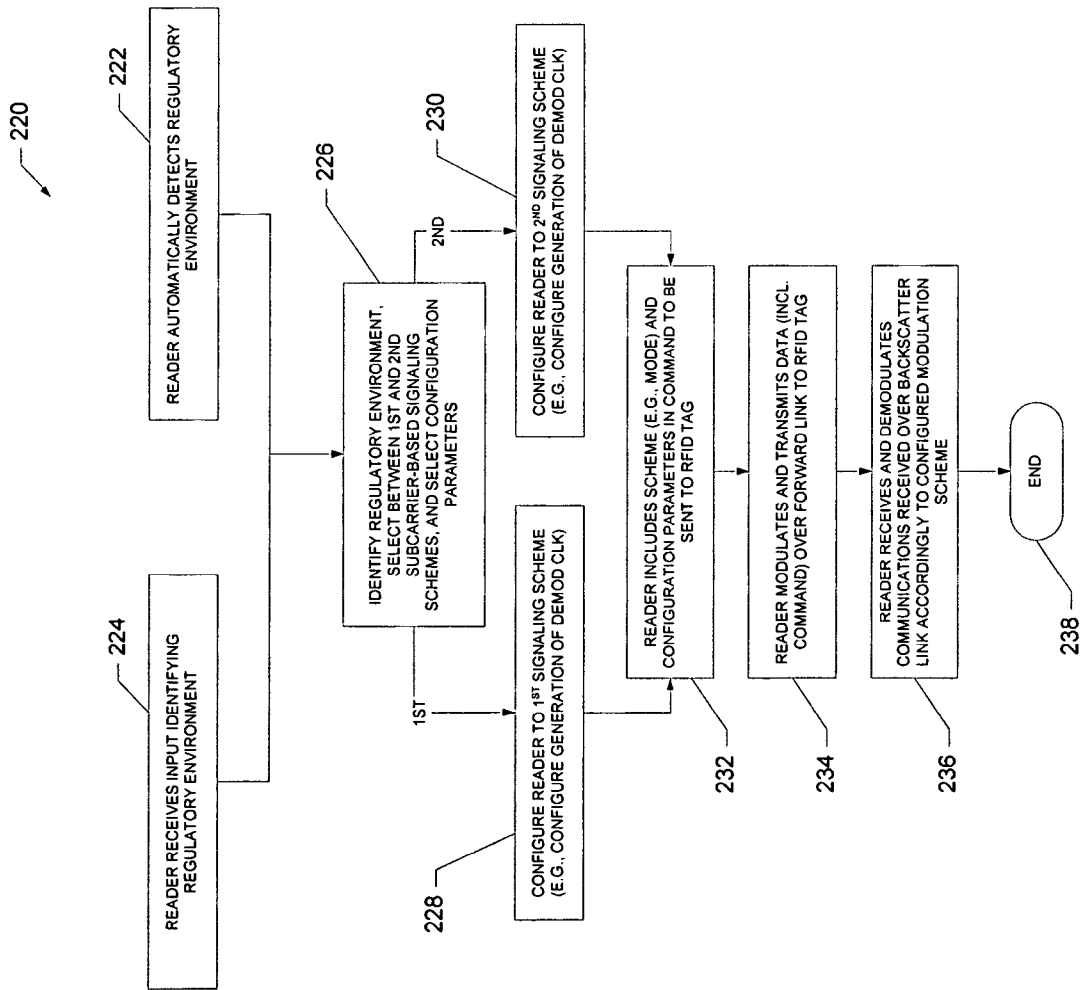 220
222
READER AUTOMATICALLY DETECTS REGULATORY
ENVIRONMENT
224
READER RECEIVES INPUT IDENTIFYING
REGULATORY ENVIRONMENT
226
IDENTIFY REGULATORY ENVIRONMENT,
SELECT BETWEEN 1ST AND 2ND
SUBCARRIER-BASED SIGNALING
SCHEMES, AND SELECT CONFIGURATION
PARAMETERS
1ST
2ND
228
CONFIGURE READER TO 1ST SIGNALING SCHEME
(E.G., CONFIGURE GENERATION OF DEMOD CLK)
230
CONFIGURE READER TO 2ND SIGNALING SCHEME
(E.G., CONFIGURE GENERATION OF DEMOD CLK)
READER INCLUDES SCHEME (E.G., MODE) AND
CONFIGURATION PARAMETERS IN COMMAND TO BE
SENT TO RFID TAG
232
READER MODULATES AND TRANSMITS DATA (INCL.
COMMAND) OVER FORWARD LINK TO RFID TAG
234
READER RECEIVES AND DEMODULATES
COMMUNICATIONS RECEIVED OVER BACKSCATTER
LINK ACCORDINGLY TO CONFIGURED MODULATION
SCHEME
236
END
238